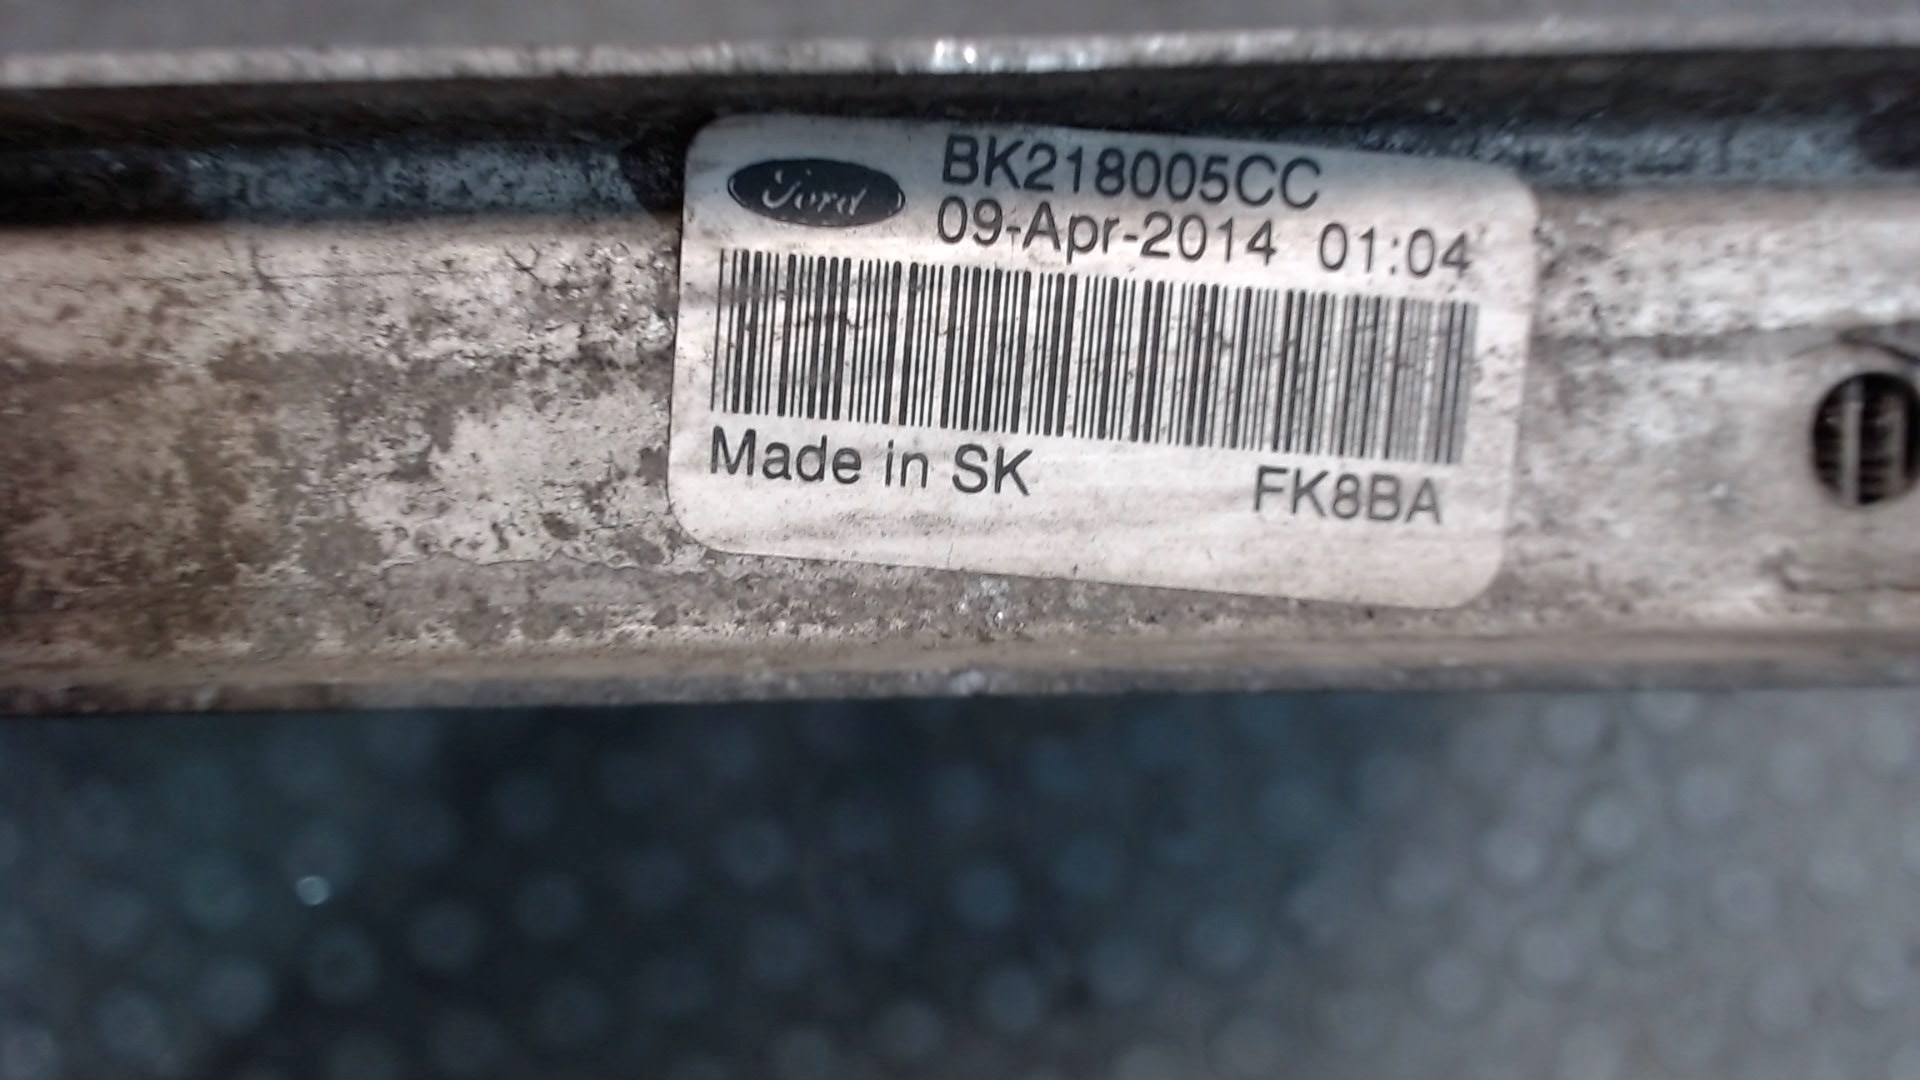 Ford
BK218005CC
09-Apr-2014 01:04
Made in SK
FK8BA